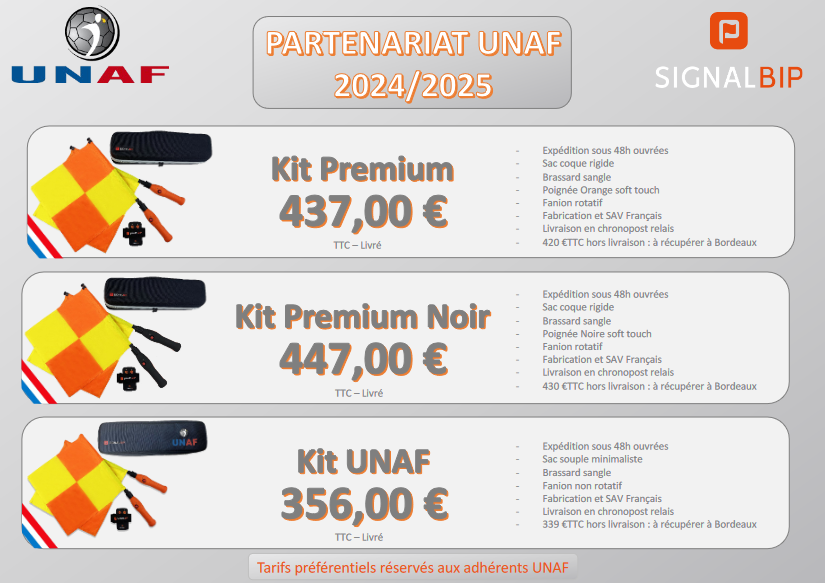 UNAF
PARTENARIAT UNAF
2024/2025
SIGNALBIP
Kit Premium
437,00 €
TTC – Livré
- Expédition sous 48h ouvrées
- Sac coque rigide
- Brassard sangle
- Poignée Orange soft touch
- Fanion rotatif
- Fabrication et SAV Français
- Livraison en chronopost relais
- 420 €TTC hors livraison : à récupérer à Bordeaux
Kit Premium Noir
447,00 €
TTC – Livré
- Expédition sous 48h ouvrées
- Sac coque rigide
- Brassard sangle
- Poignée Noire soft touch
- Fanion rotatif
- Fabrication et SAV Français
- Livraison en chronopost relais
- 430 €TTC hors livraison : à récupérer à Bordeaux
UNAF
Kit UNAF
356,00 €
TTC – Livré
- Expédition sous 48h ouvrées
- Sac souple minimaliste
- Brassard sangle
- Fanion non rotatif
- Fabrication et SAV Français
- Livraison en chronopost relais
- 339 €TTC hors livraison : à récupérer à Bordeaux
Tarifs préférentiels réservés aux adhérents UNAF